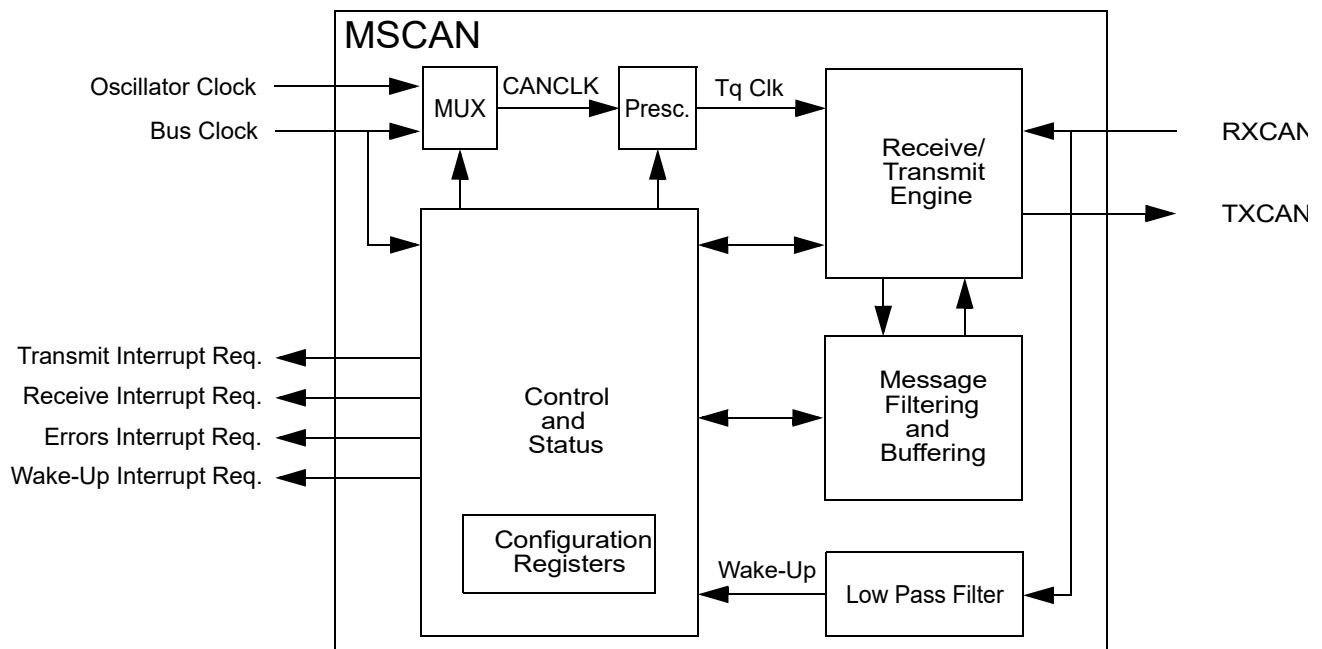 MSCAN
Oscillator Clock
Bus Clock
MUX
CANCLK
Presc.
Tq Clk
Receive/
Transmit
Engine
RXCAN
TXCAN
Transmit Interrupt Req.
Receive Interrupt Req.
Errors Interrupt Req.
Wake-Up Interrupt Req.
Control
and
Status
Message
Filtering
and
Buffering
Configuration
Registers
Wake-Up
Low Pass Filter